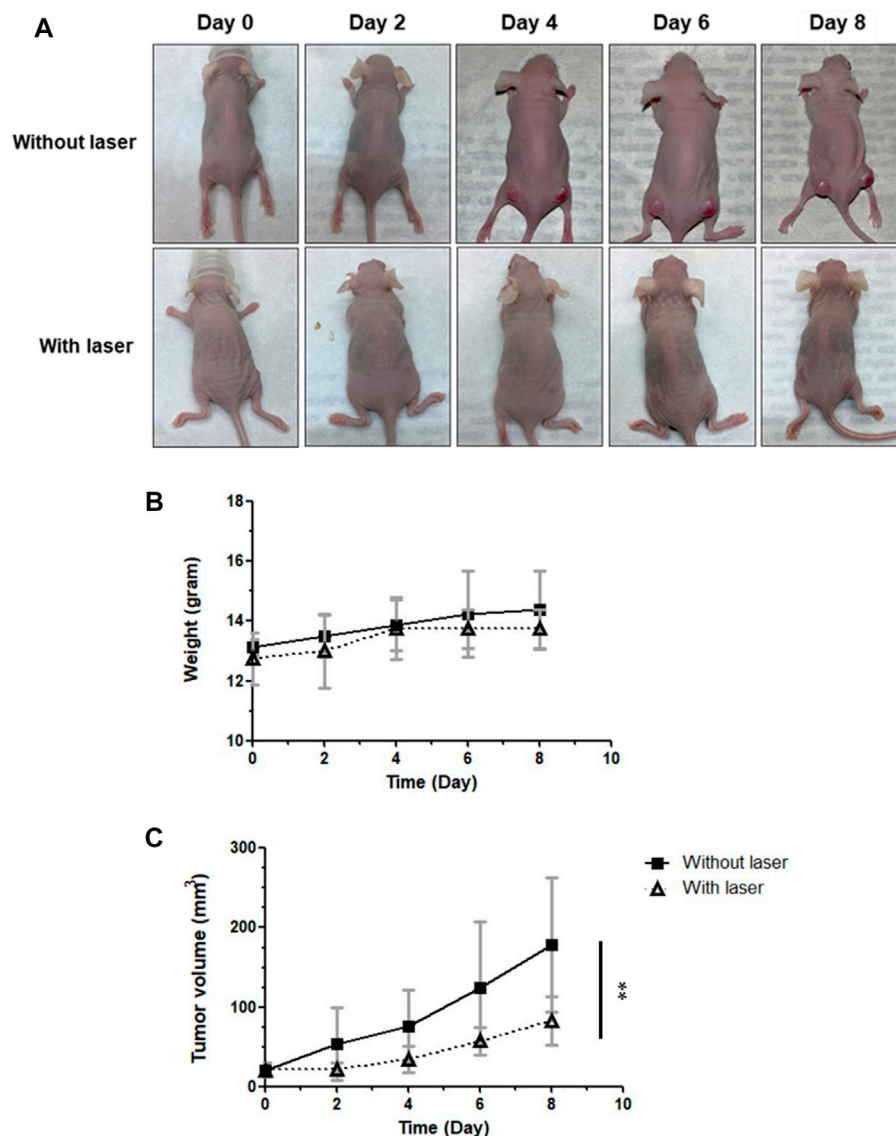 A
Day 0 Day 2 Day 4 Day 6 Day 8
Without laser
With laser
B
18
16
14
12
10
Weight (gram)
0 2 4 6 8 10
Time (Day)
C
300
200
100
0
Tumor volume (mm³)
0 2 4 6 8 10
Time (Day)
Without laser
With laser
**